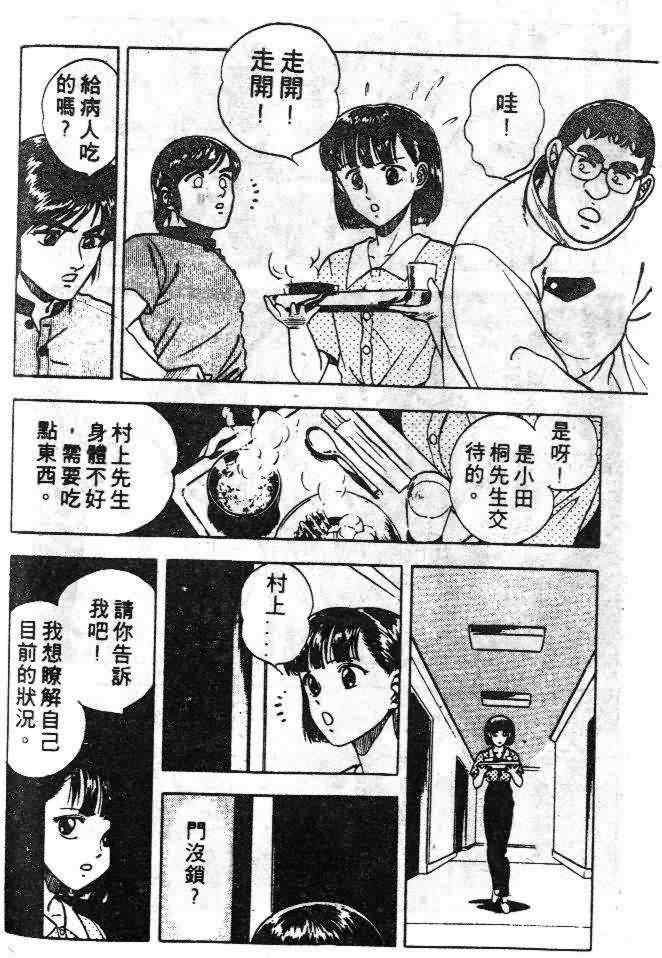 哇！
走開！
走開！
給病人吃
的嗎？
是呀！
是小田
桐先生交
待的。
村上先生
身體不好
，需要吃
點東西。
村上....
門沒鎖？
請你告訴
我吧！
我想瞭解自己
目前的狀況。